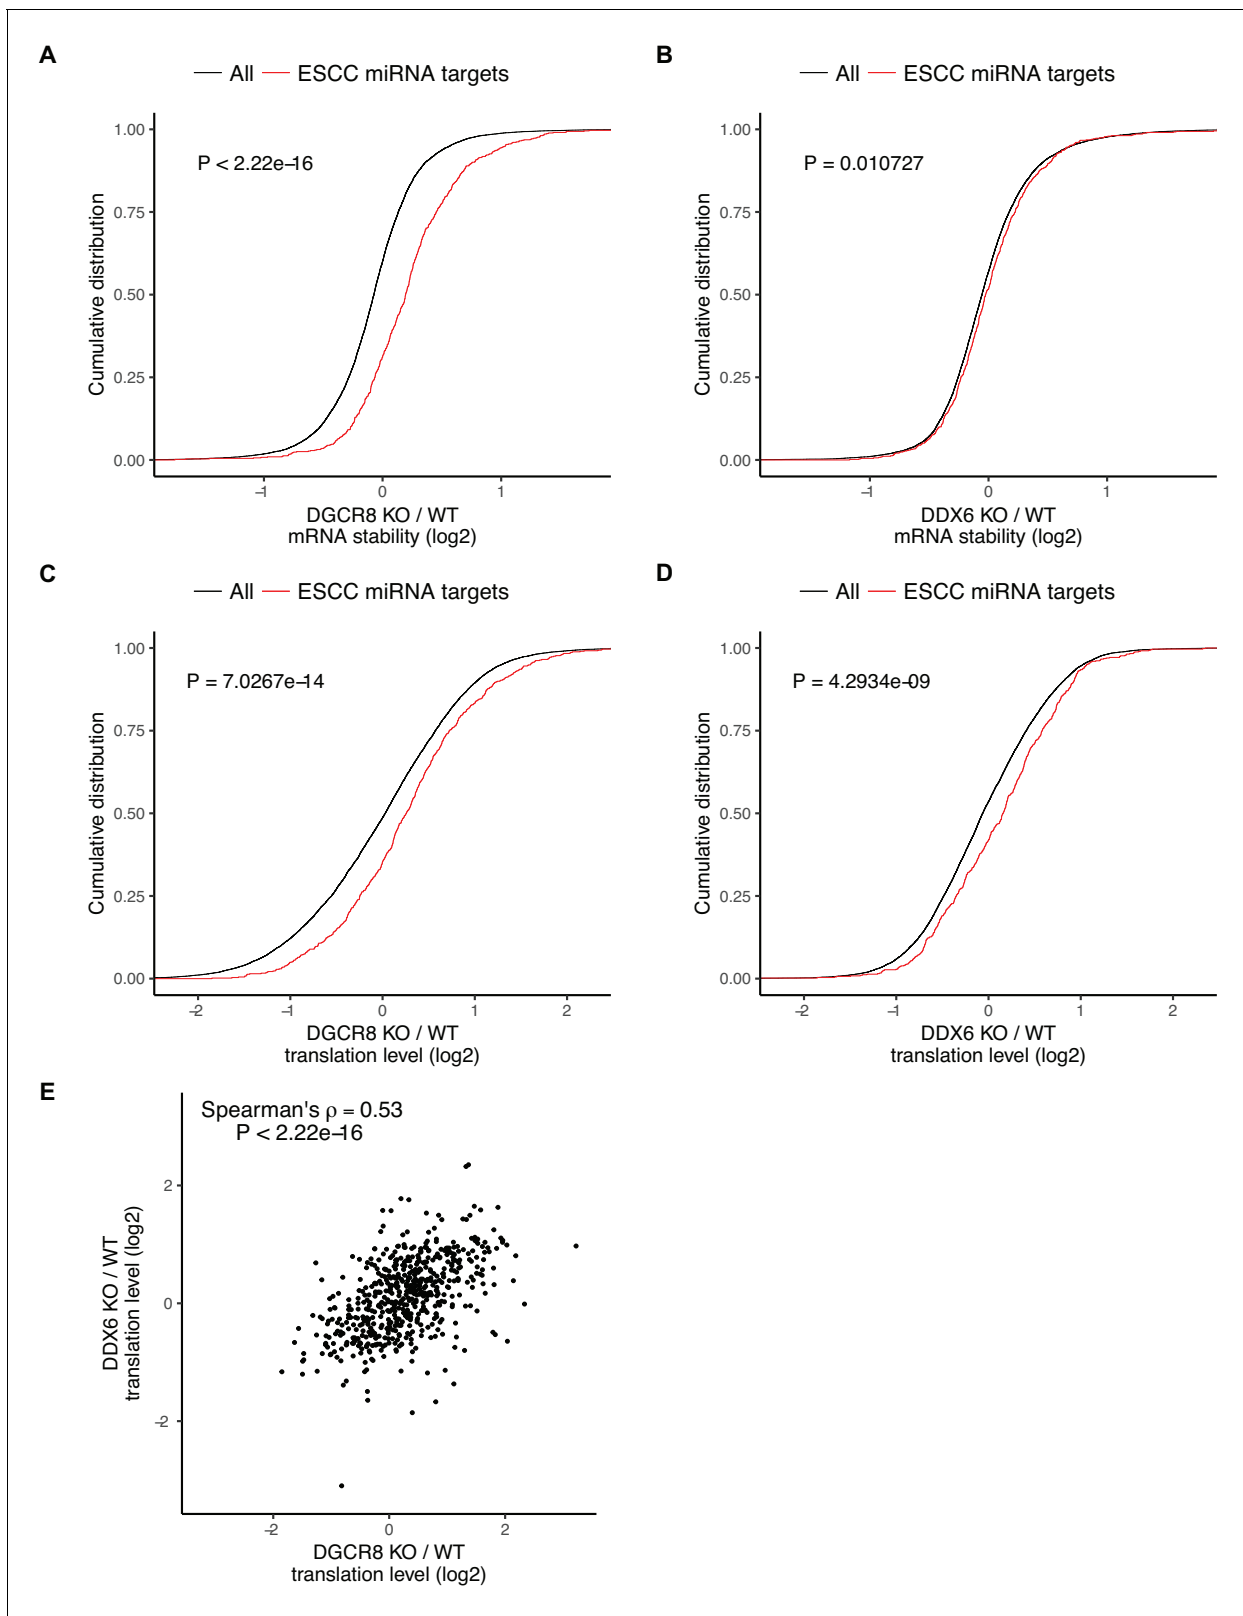 A
All ESCC miRNA targets
P < 2.22e−16
Cumulative distribution
1.00
0.75
0.50
0.25
0.00
−1 0 1
DGCR8 KO / WT
mRNA stability (log2)
B
All ESCC miRNA targets
P = 0.010727
Cumulative distribution
1.00
0.75
0.50
0.25
0.00
−1 0 1
DDX6 KO / WT
mRNA stability (log2)
C
All ESCC miRNA targets
P = 7.0267e−14
Cumulative distribution
1.00
0.75
0.50
0.25
0.00
−2 −1 0 1 2
DGCR8 KO / WT
translation level (log2)
D
All ESCC miRNA targets
P = 4.2934e−09
Cumulative distribution
1.00
0.75
0.50
0.25
0.00
−2 −1 0 1 2
DDX6 KO / WT
translation level (log2)
E
Spearman's ρ = 0.53
P < 2.22e−16
DDX6 KO / WT
translation level (log2)
2
0
−2
−2 0 2
DGCR8 KO / WT
translation level (log2)